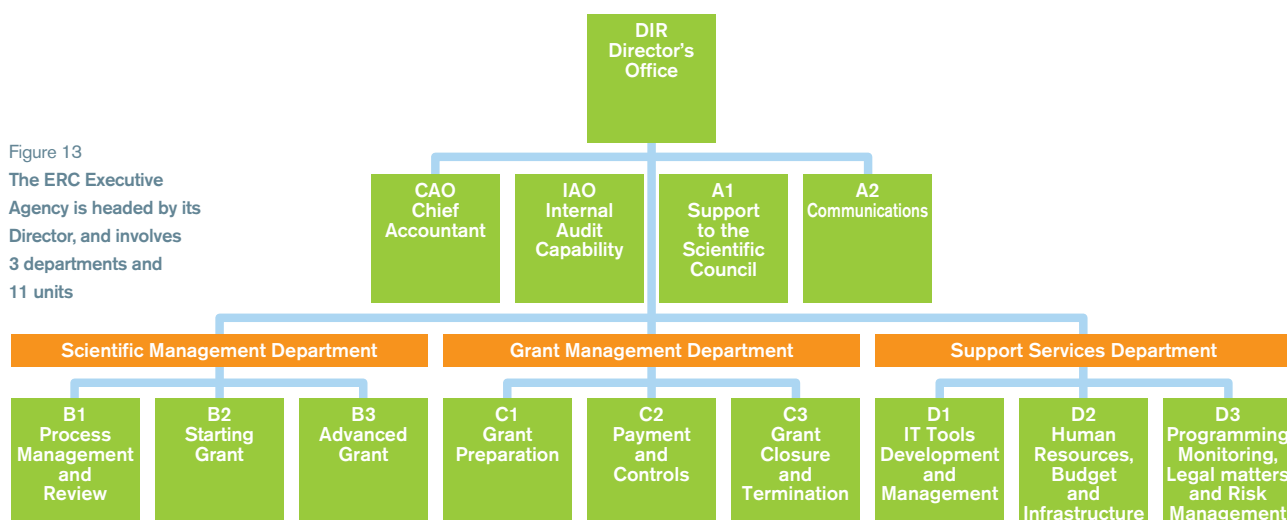 DIR
Director's
Office
Figure 13
The ERC Executive
Agency is headed by its
Director, and involves
3 departments and
11 units
CAO
Chief
Accountant
IAO
Internal
Audit
Capability
A1
Support
to the
Scientific
Council
A2
Communications
Scientific Management Department
Grant Management Department
Support Services Department
B1
Process
Management
and
Review
B2
Starting
Grant
B3
Advanced
Grant
C1
Grant
Preparation
C2
Payment
and
Controls
C3
Grant
Closure
and
Termination
D1
IT Tools
Development
and
Management
D2
Human
Resources,
Budget
and
Infrastructure
D3
Programming,
Monitoring,
Legal matters
and Risk
Management